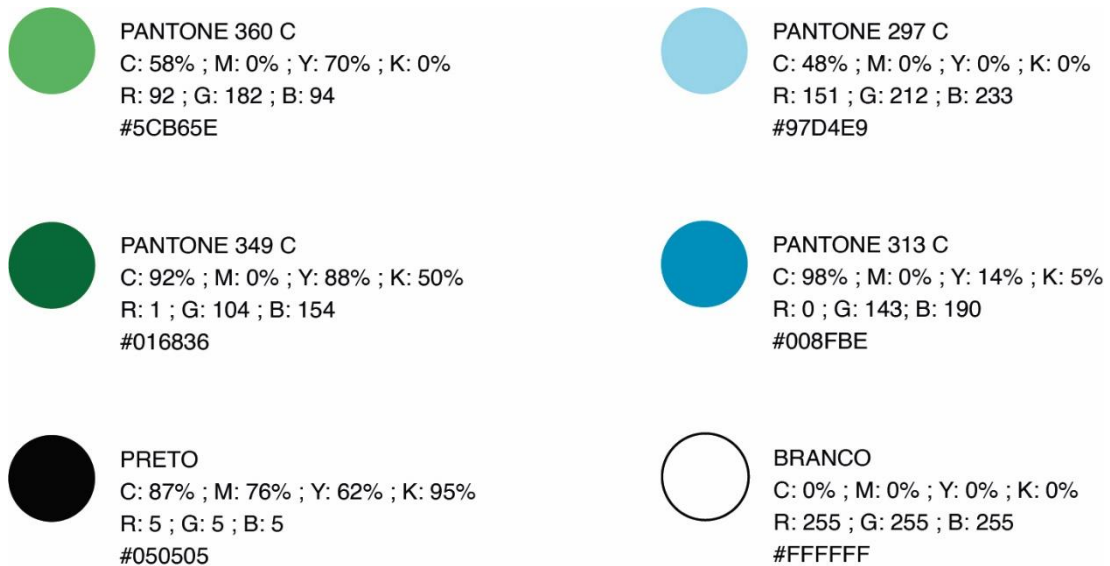 PANTONE 360 C
C: 58% ; M: 0% ; Y: 70% ; K: 0%
R: 92 ; G: 182 ; B: 94
#5CB65E
PANTONE 297 C
C: 48% ; M: 0% ; Y: 0% ; K: 0%
R: 151 ; G: 212 ; B: 233
#97D4E9
PANTONE 349 C
C: 92% ; M: 0% ; Y: 88% ; K: 50%
R: 1 ; G: 104 ; B: 154
#016836
PANTONE 313 C
C: 98% ; M: 0% ; Y: 14% ; K: 5%
R: 0 ; G: 143; B: 190
#008FBE
PRETO
C: 87% ; M: 76% ; Y: 62% ; K: 95%
R: 5 ; G: 5 ; B: 5
#050505
BRANCO
C: 0% ; M: 0% ; Y: 0% ; K: 0%
R: 255 ; G: 255 ; B: 255
#FFFFFF